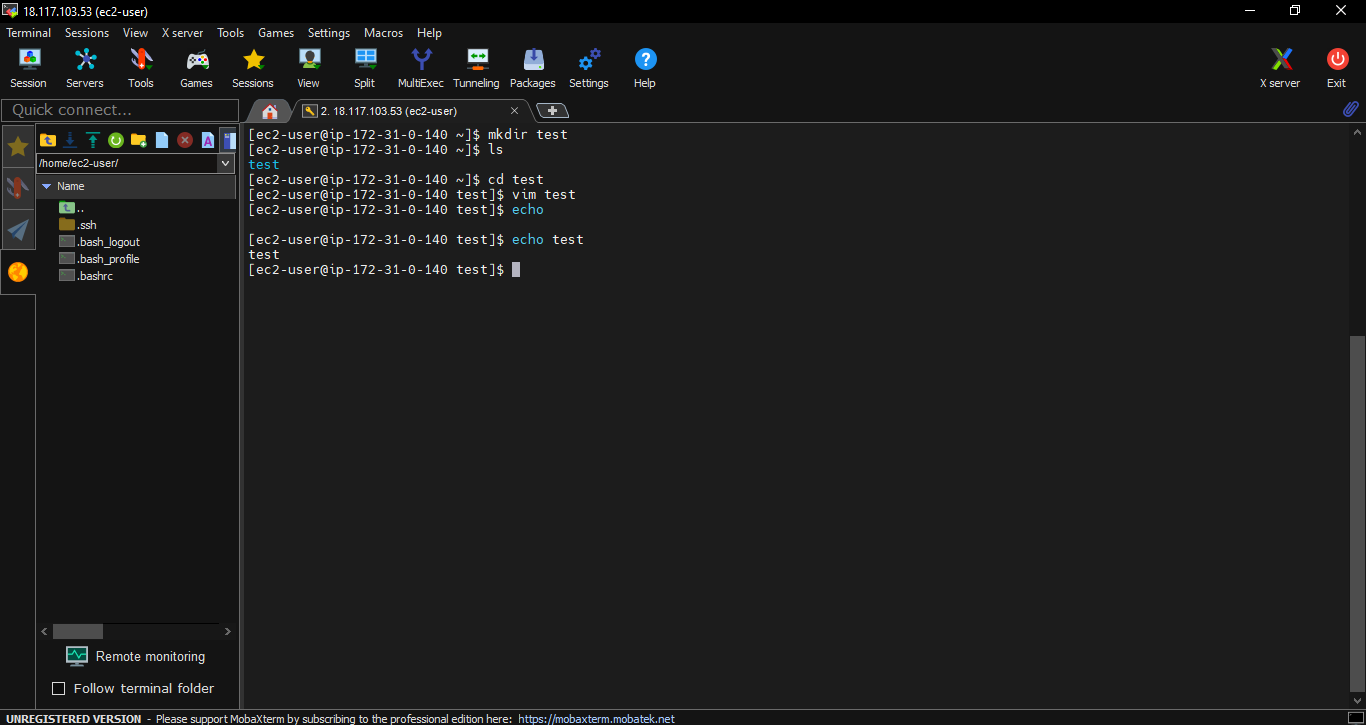 18.117.103.53 (ec2-user)
Terminal Sessions View X server Tools Games Settings Macros Help
Session Servers Tools Games Sessions View Split MultiExec Tunneling Packages Settings Help X server Exit
Quick connect...
2. 18.117.103.53 (ec2-user)
/home/ec2-user/
Name
..
.ssh
.bash_logout
.bash_profile
.bashrc
Remote monitoring
Follow terminal folder
[ec2-user@ip-172-31-0-140 ~]$ mkdir test
[ec2-user@ip-172-31-0-140 ~]$ ls
test
[ec2-user@ip-172-31-0-140 ~]$ cd test
[ec2-user@ip-172-31-0-140 test]$ vim test
[ec2-user@ip-172-31-0-140 test]$ echo
[ec2-user@ip-172-31-0-140 test]$ echo test
test
[ec2-user@ip-172-31-0-140 test]$
UNREGISTERED VERSION - Please support MobaXterm by subscribing to the professional edition here: https://mobaxterm.mobatek.net